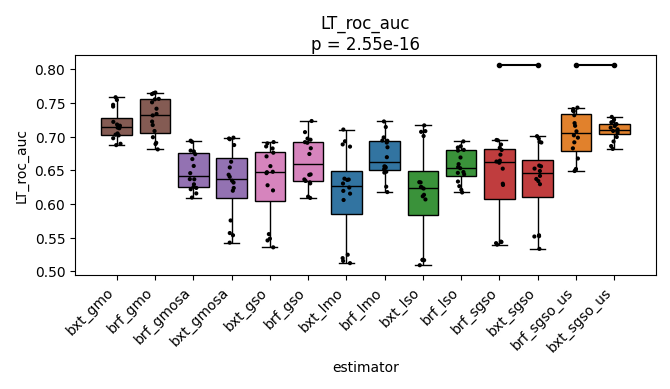 LT_roc_auc
p = 2.55e-16
LT_roc_auc
0.80
0.75
0.70
0.65
0.60
0.55
0.50
bxt_gmo
brf_gmo
brf_gmosa
bxt_gmosa
bxt_gso
brf_gso
bxt_lmo
brf_lmo
bxt_lso
brf_lso
brf_sgso
bxt_sgso
brf_sgso_us
bxt_sgso_us
estimator